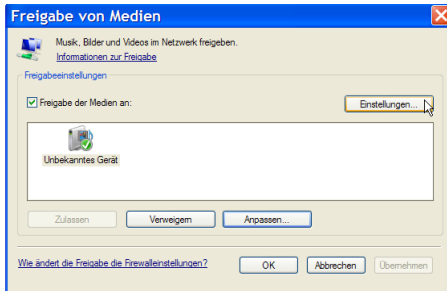 Freigabe von Medien
Musik, Bilder und Videos im Netzwerk freigeben.
Informationen zur Freigabe
Freigabeeinstellungen
Freigabe der Medien an:
Einstellungen...
Unbekanntes Gerät
Zulassen
Verweigern
Anpassen...
Wie ändert die Freigabe die Firewalleinstellungen?
OK
Abbrechen
Übernehmen